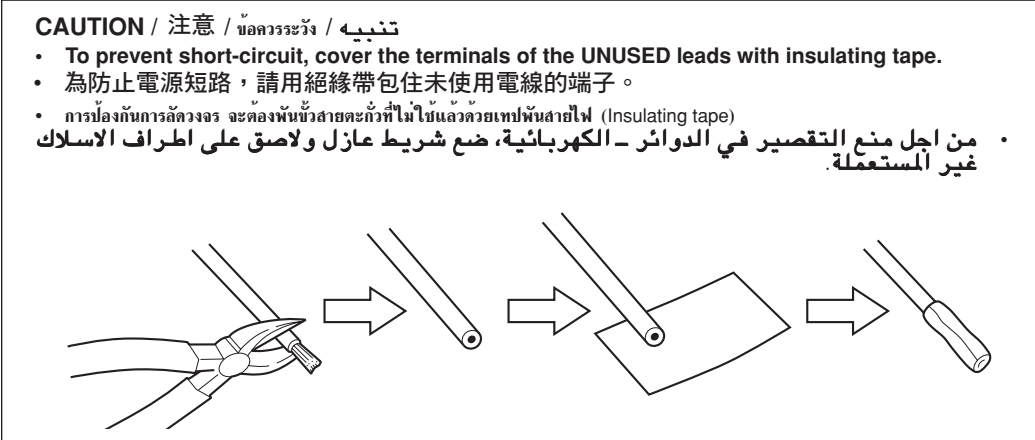 CAUTION / 注意 / ข้อควรระวัง / تنبيه
• To prevent short-circuit, cover the terminals of the UNUSED leads with insulating tape.
• 為防止電源短路，請用絕緣帶包住未使用電線的端子。
• การป้องกันการลัดวงจร จะต้องพันขั้วสายตะกั่วที่ไม่ใช้แล้วด้วยเทปพันสายไฟ (Insulating tape)
• من اجل منع التقصير في الدوائر ـ الكهربائية، ضع شريط عازل ولاصق على اطراف الاسلاك
غير المستعملة.